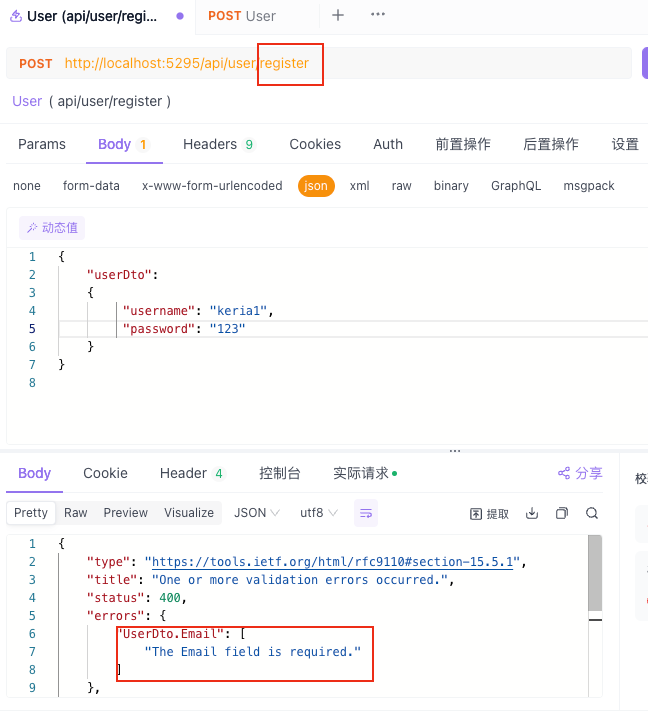 User (api/user/regi...
POST User
POST http://localhost:5295/api/user/register
User ( api/user/register )
Params Body 1 Headers 9 Cookies Auth 前置操作 后置操作 设置
none form-data x-www-form-urlencoded json xml raw binary GraphQL msgpack
动态值
1 {
2 "userDto":
3 {
4 "username": "keria1",
5 "password": "123"
6 }
7 }
8
Body Cookie Header 4 控制台 实际请求 分享
Pretty Raw Preview Visualize JSON utf8 提取
1 {
2 "type": "https://tools.ietf.org/html/rfc9110#section-15.5.1",
3 "title": "One or more validation errors occurred.",
4 "status": 400,
5 "errors": {
6 "UserDto.Email": [
7 "The Email field is required."
8 ]
9 },